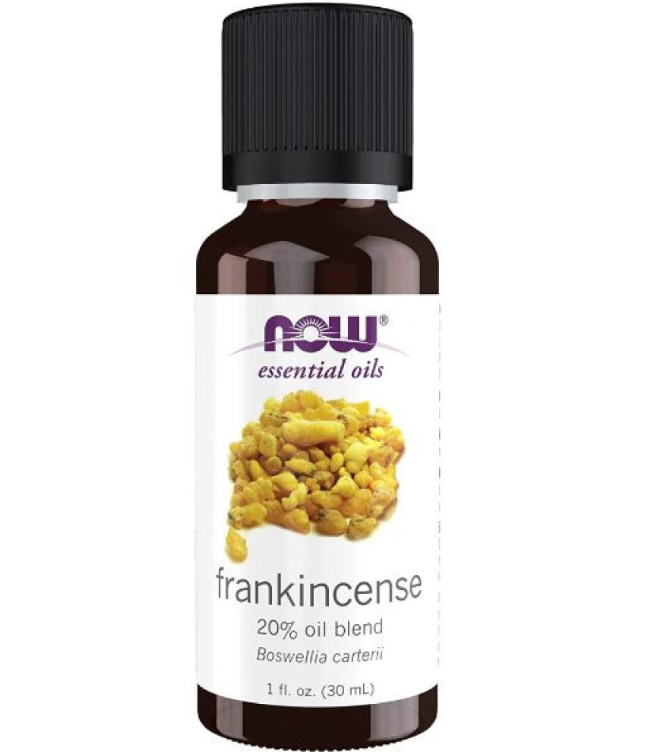 now®
essential oils
frankincense
20% oil blend
Boswellia carterii
1 fl. oz. (30 mL)